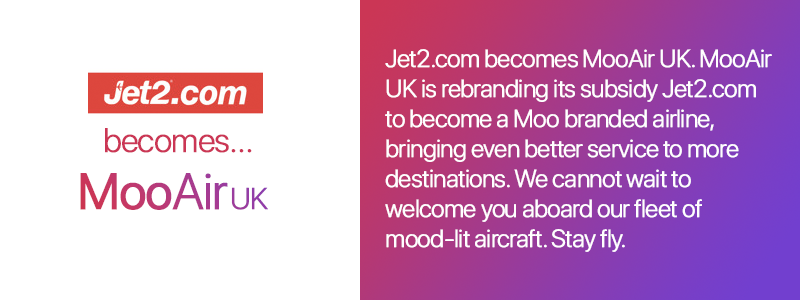 Jet2.com
becomes...
MooAir UK
Jet2.com becomes MooAir UK. MooAir
UK is rebranding its subsidy Jet2.com
to become a Moo branded airline,
bringing even better service to more
destinations. We cannot wait to
welcome you aboard our fleet of
mood-lit aircraft. Stay fly.